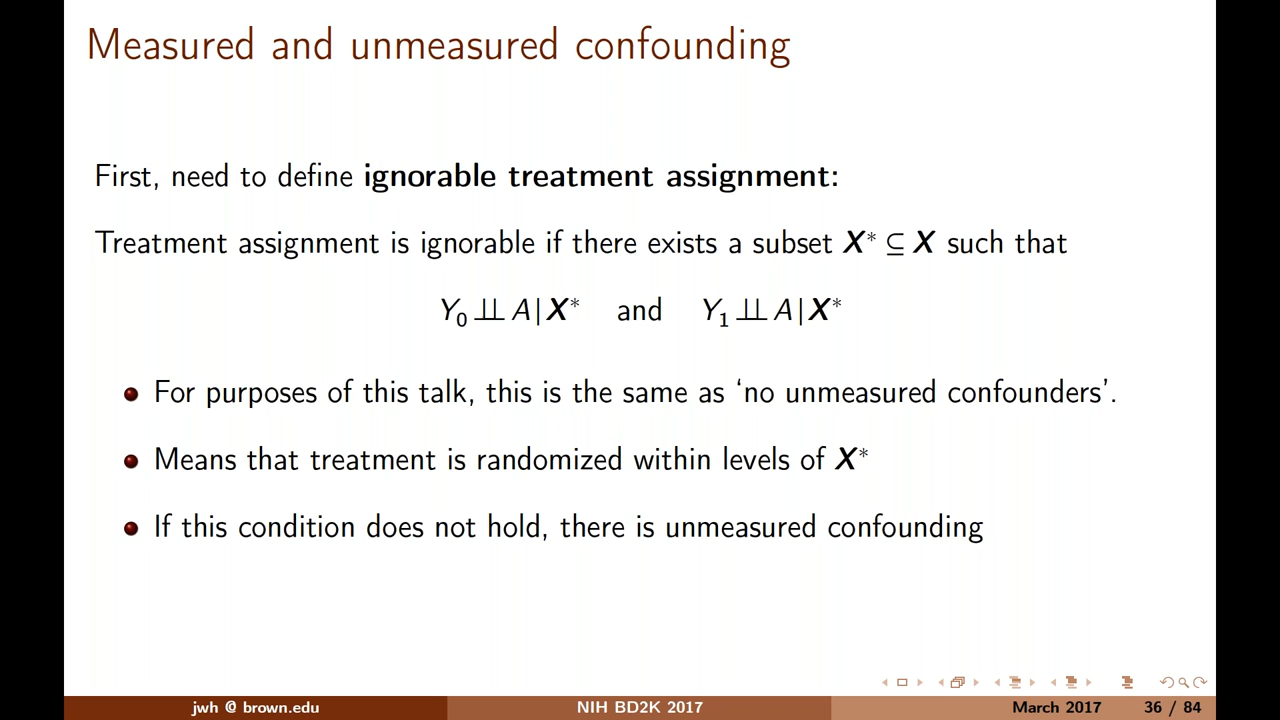 Measured and unmeasured confounding
First, need to define ignorable treatment assignment:
Treatment assignment is ignorable if there exists a subset X* ⊆ X such that
Y₀ ⫫ A | X* and Y₁ ⫫ A | X*
For purposes of this talk, this is the same as ‘no unmeasured confounders’.
Means that treatment is randomized within levels of X*
If this condition does not hold, there is unmeasured confounding
jwh @ brown.edu NIH BD2K 2017 March 2017 36 / 84